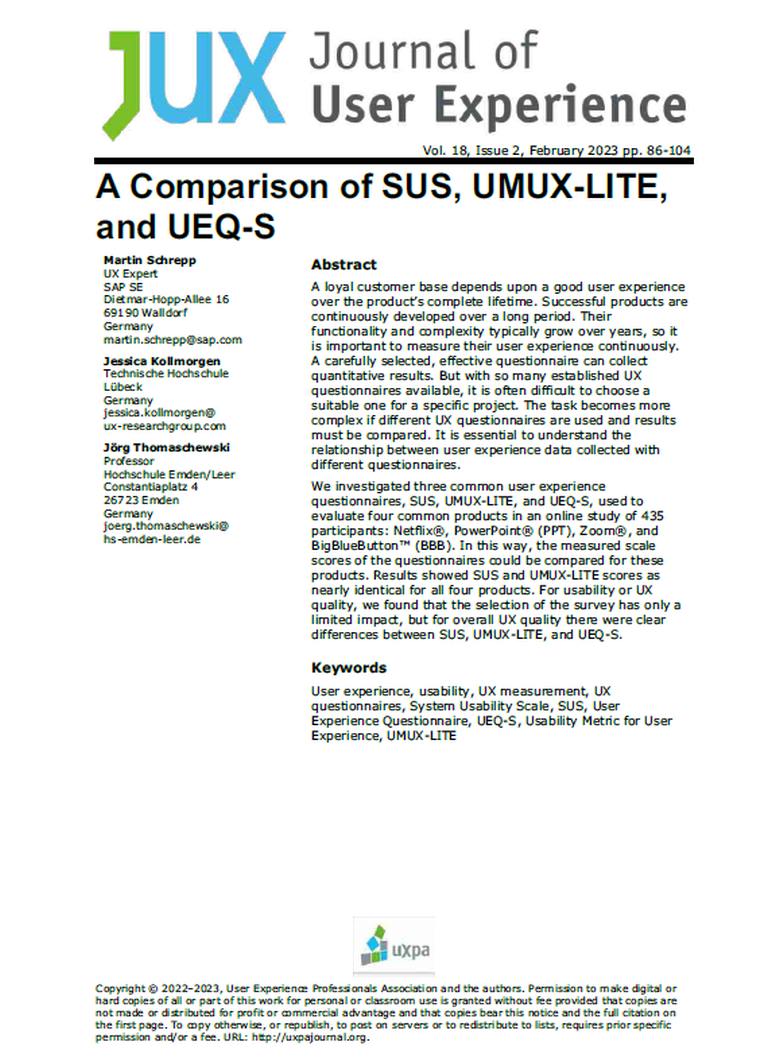 JUX Journal of
User Experience
Vol. 18, Issue 2, February 2023 pp. 86-104
A Comparison of SUS, UMUX-LITE,
and UEQ-S
Martin Schrepp
UX Expert
SAP SE
Dietmar-Hopp-Allee 16
69190 Walldorf
Germany
martin.schrepp@sap.com
Jessica Kollmorgen
Technische Hochschule
Lübeck
Germany
jessica.kollmorgen@
ux-researchgroup.com
Jörg Thomaschewski
Professor
Hochschule Emden/Leer
Constantiaplatz 4
26723 Emden
Germany
joerg.thomaschewski@
hs-emden-leer.de
Abstract
A loyal customer base depends upon a good user experience
over the product's complete lifetime. Successful products are
continuously developed over a long period. Their
functionality and complexity typically grow over years, so it
is important to measure their user experience continuously.
A carefully selected, effective questionnaire can collect
quantitative results. But with so many established UX
questionnaires available, it is often difficult to choose a
suitable one for a specific project. The task becomes more
complex if different UX questionnaires are used and results
must be compared. It is essential to understand the
relationship between user experience data collected with
different questionnaires.
We investigated three common user experience
questionnaires, SUS, UMUX-LITE, and UEQ-S, used to
evaluate four common products in an online study of 435
participants: Netflix®, PowerPoint® (PPT), Zoom®, and
BigBlueButton™ (BBB). In this way, the measured scale
scores of the questionnaires could be compared for these
products. Results showed SUS and UMUX-LITE scores as
nearly identical for all four products. For usability or UX
quality, we found that the selection of the survey has only a
limited impact, but for overall UX quality there were clear
differences between SUS, UMUX-LITE, and UEQ-S.
Keywords
User experience, usability, UX measurement, UX
questionnaires, System Usability Scale, SUS, User
Experience Questionnaire, UEQ-S, Usability Metric for User
Experience, UMUX-LITE
uxpa
Copyright © 2022–2023, User Experience Professionals Association and the authors. Permission to make digital or
hard copies of all or part of this work for personal or classroom use is granted without fee provided that copies are
not made or distributed for profit or commercial advantage and that copies bear this notice and the full citation on
the first page. To copy otherwise, or republish, to post on servers or to redistribute to lists, requires prior specific
permission and/or a fee. URL: http://uxpajournal.org.